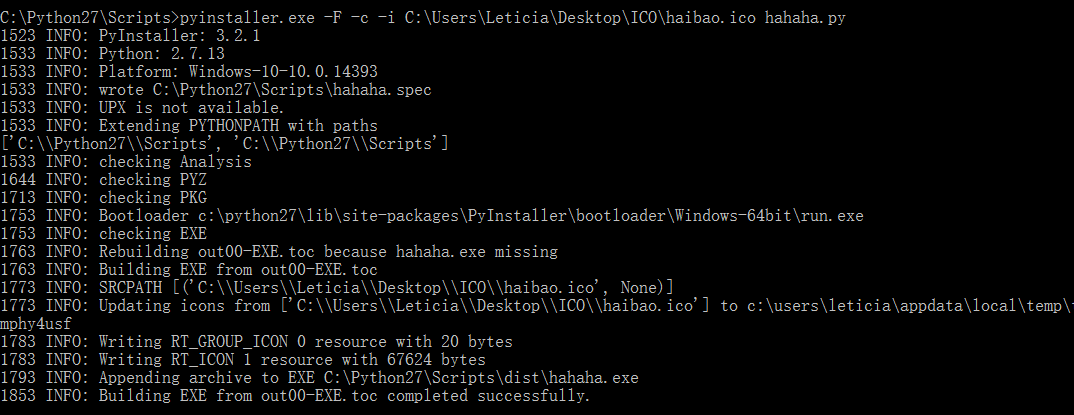 C:\Python27\Scripts>pyinstaller.exe -F -c -i C:\Users\Leticia\Desktop\ICO\haibao.ico hahaha.py
1523 INFO: PyInstaller: 3.2.1
1533 INFO: Python: 2.7.13
1533 INFO: Platform: Windows-10-10.0.14393
1533 INFO: wrote C:\Python27\Scripts\hahaha.spec
1533 INFO: UPX is not available.
1533 INFO: Extending PYTHONPATH with paths
['C:\\Python27\\Scripts', 'C:\\Python27\\Scripts']
1533 INFO: checking Analysis
1644 INFO: checking PYZ
1713 INFO: checking PKG
1753 INFO: Bootloader c:\python27\lib\site-packages\PyInstaller\bootloader\Windows-64bit\run.exe
1753 INFO: checking EXE
1763 INFO: Rebuilding out00-EXE.toc because hahaha.exe missing
1763 INFO: Building EXE from out00-EXE.toc
1773 INFO: SRCPATH [('C:\\Users\\Leticia\\Desktop\\ICO\\haibao.ico', None)]
1773 INFO: Updating icons from ['C:\\Users\\Leticia\\Desktop\\ICO\\haibao.ico'] to c:\users\leticia\appdata\local\temp\t
mphy4usf
1783 INFO: Writing RT_GROUP_ICON 0 resource with 20 bytes
1783 INFO: Writing RT_ICON 1 resource with 67624 bytes
1793 INFO: Appending archive to EXE C:\Python27\Scripts\dist\hahaha.exe
1853 INFO: Building EXE from out00-EXE.toc completed successfully.